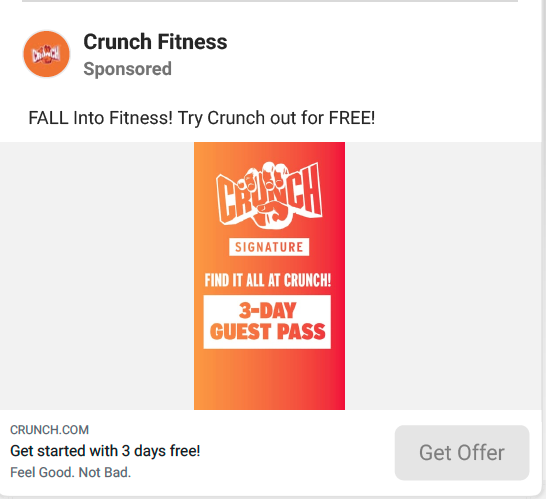 CRUNCH
Crunch Fitness
Sponsored
FALL Into Fitness! Try Crunch out for FREE!
CRUNCH
SIGNATURE
FIND IT ALL AT CRUNCH!
3-DAY
GUEST PASS
CRUNCH.COM
Get started with 3 days free!
Feel Good. Not Bad.
Get Offer